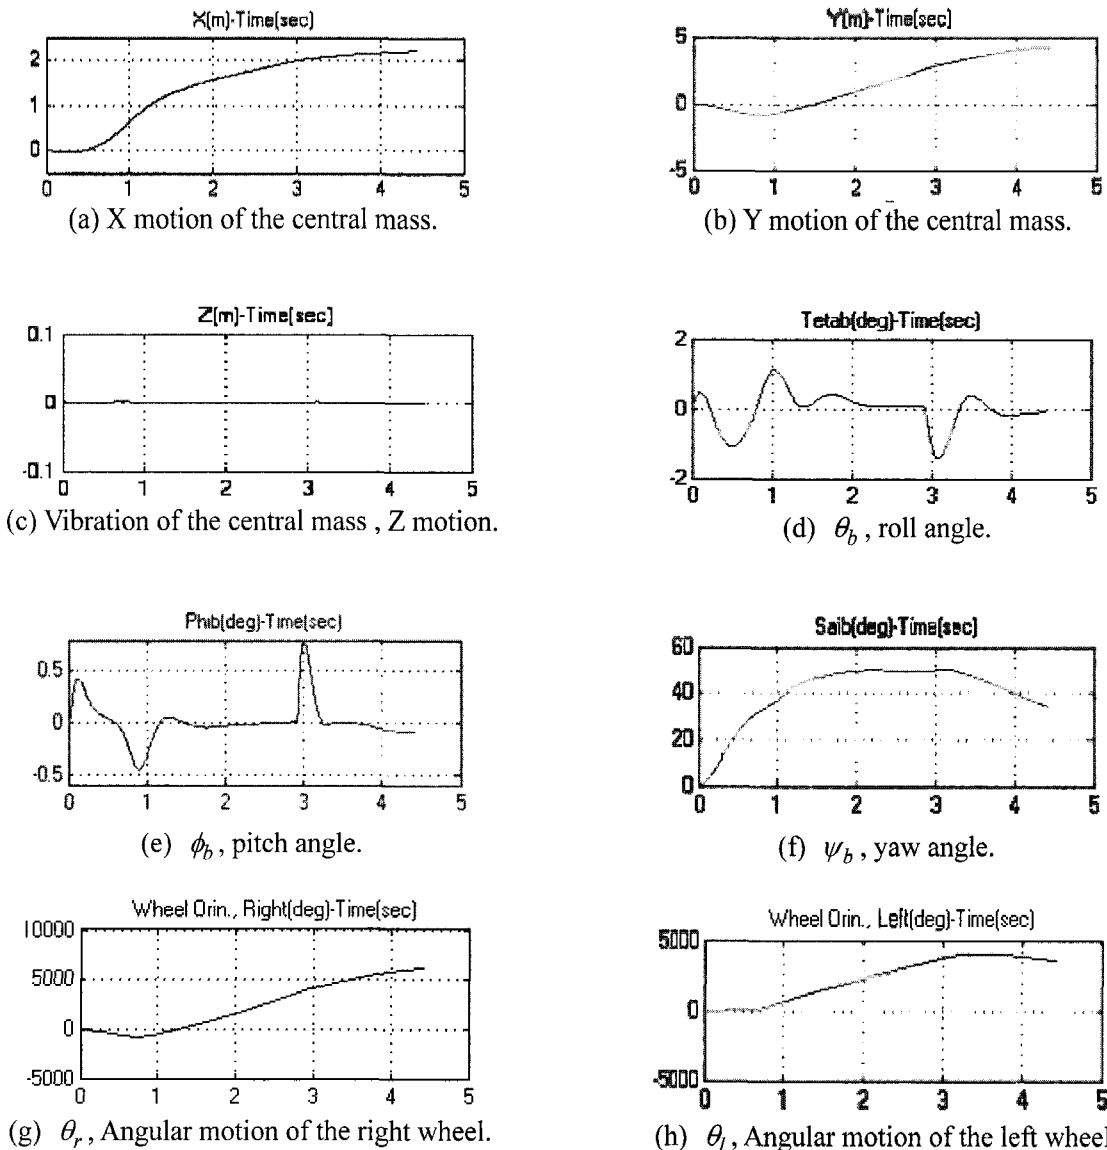 X(m)-Time(sec)
2
1
0
0 1 2 3 4 5
(a) X motion of the central mass.
Y(m)-Time(sec)
5
0
-5
0 1 2 3 4 5
(b) Y motion of the central mass.
Z(m)-Time(sec)
0.1
0
-0.1
0 1 2 3 4 5
(c) Vibration of the central mass , Z motion.
Tetab(deg)-Time(sec)
2
0
-2
0 1 2 3 4 5
(d) θb , roll angle.
Phib(deg)-Time(sec)
0.5
0
-0.5
0 1 2 3 4 5
(e) ϕb , pitch angle.
Saib(deg)-Time(sec)
60
40
20
0
0 1 2 3 4 5
(f) ψb , yaw angle.
Wheel Orin., Right(deg)-Time(sec)
10000
5000
0
-5000
0 1 2 3 4 5
(g) θr , Angular motion of the right wheel.
Wheel Orin., Left(deg)-Time(sec)
5000
0
-5000
0 1 2 3 4 5
(h) θl , Angular motion of the left wheel